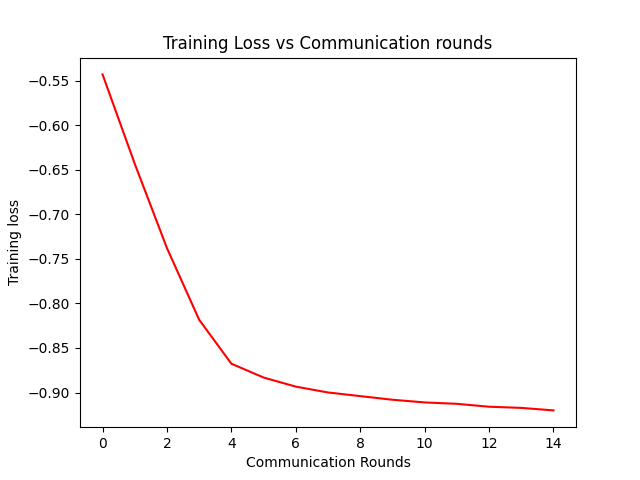 Training Loss vs Communication rounds
−0.55
−0.60
−0.65
−0.70
−0.75
−0.80
−0.85
−0.90
Training loss
0 2 4 6 8 10 12 14
Communication Rounds